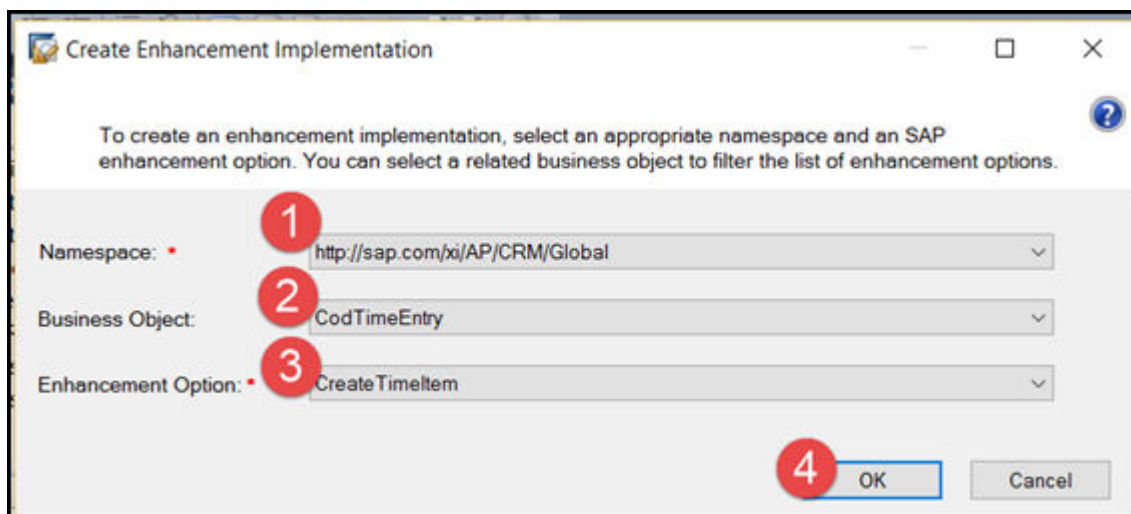 Create Enhancement Implementation
?
To create an enhancement implementation, select an appropriate namespace and an SAP
enhancement option. You can select a related business object to filter the list of enhancement options.
1
Namespace: * http://sap.com/xi/AP/CRM/Global
2
Business Object: CodTimeEntry
3
Enhancement Option: * CreateTimeItem
4 OK Cancel